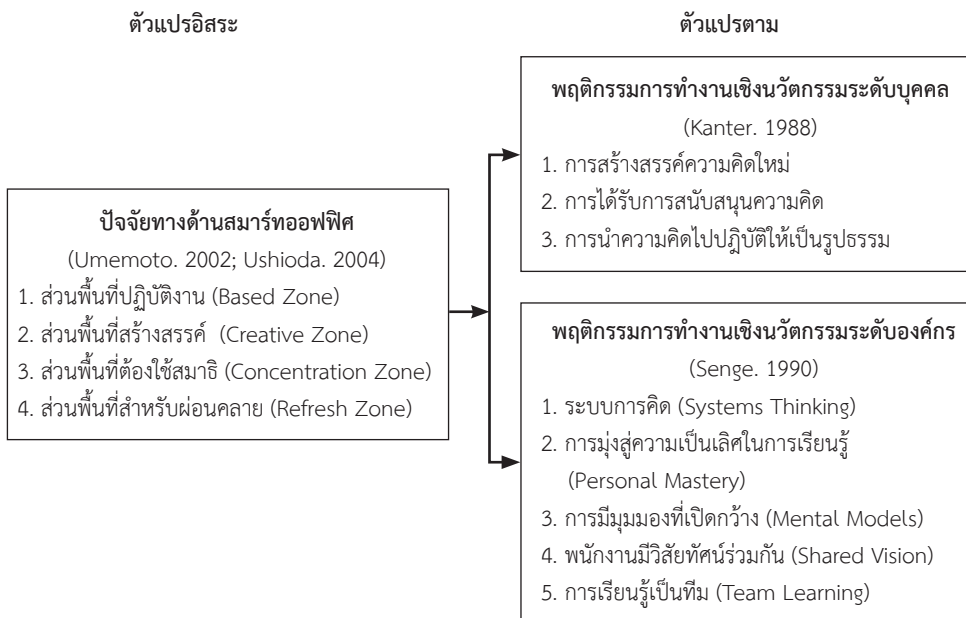 ตัวแปรอิสระ
ตัวแปรตาม
ปัจจัยทางด้านสมาร์ทออฟฟิศ
(Umemoto. 2002; Ushioda. 2004)
1. ส่วนพื้นที่ปฏิบัติงาน (Based Zone)
2. ส่วนพื้นที่สร้างสรรค์ (Creative Zone)
3. ส่วนพื้นที่ต้องใช้สมาธิ (Concentration Zone)
4. ส่วนพื้นที่สำหรับผ่อนคลาย (Refresh Zone)
พฤติกรรมการทำงานเชิงนวัตกรรมระดับบุคคล
(Kanter. 1988)
1. การสร้างสรรค์ความคิดใหม่
2. การได้รับการสนับสนุนความคิด
3. การนำความคิดไปปฎิบัติให้เป็นรูปธรรม
พฤติกรรมการทำงานเชิงนวัตกรรมระดับองค์กร
(Senge. 1990)
1. ระบบการคิด (Systems Thinking)
2. การมุ่งสู่ความเป็นเลิศในการเรียนรู้
(Personal Mastery)
3. การมีมุมมองที่เปิดกว้าง (Mental Models)
4. พนักงานมีวิสัยทัศน์ร่วมกัน (Shared Vision)
5. การเรียนรู้เป็นทีม (Team Learning)